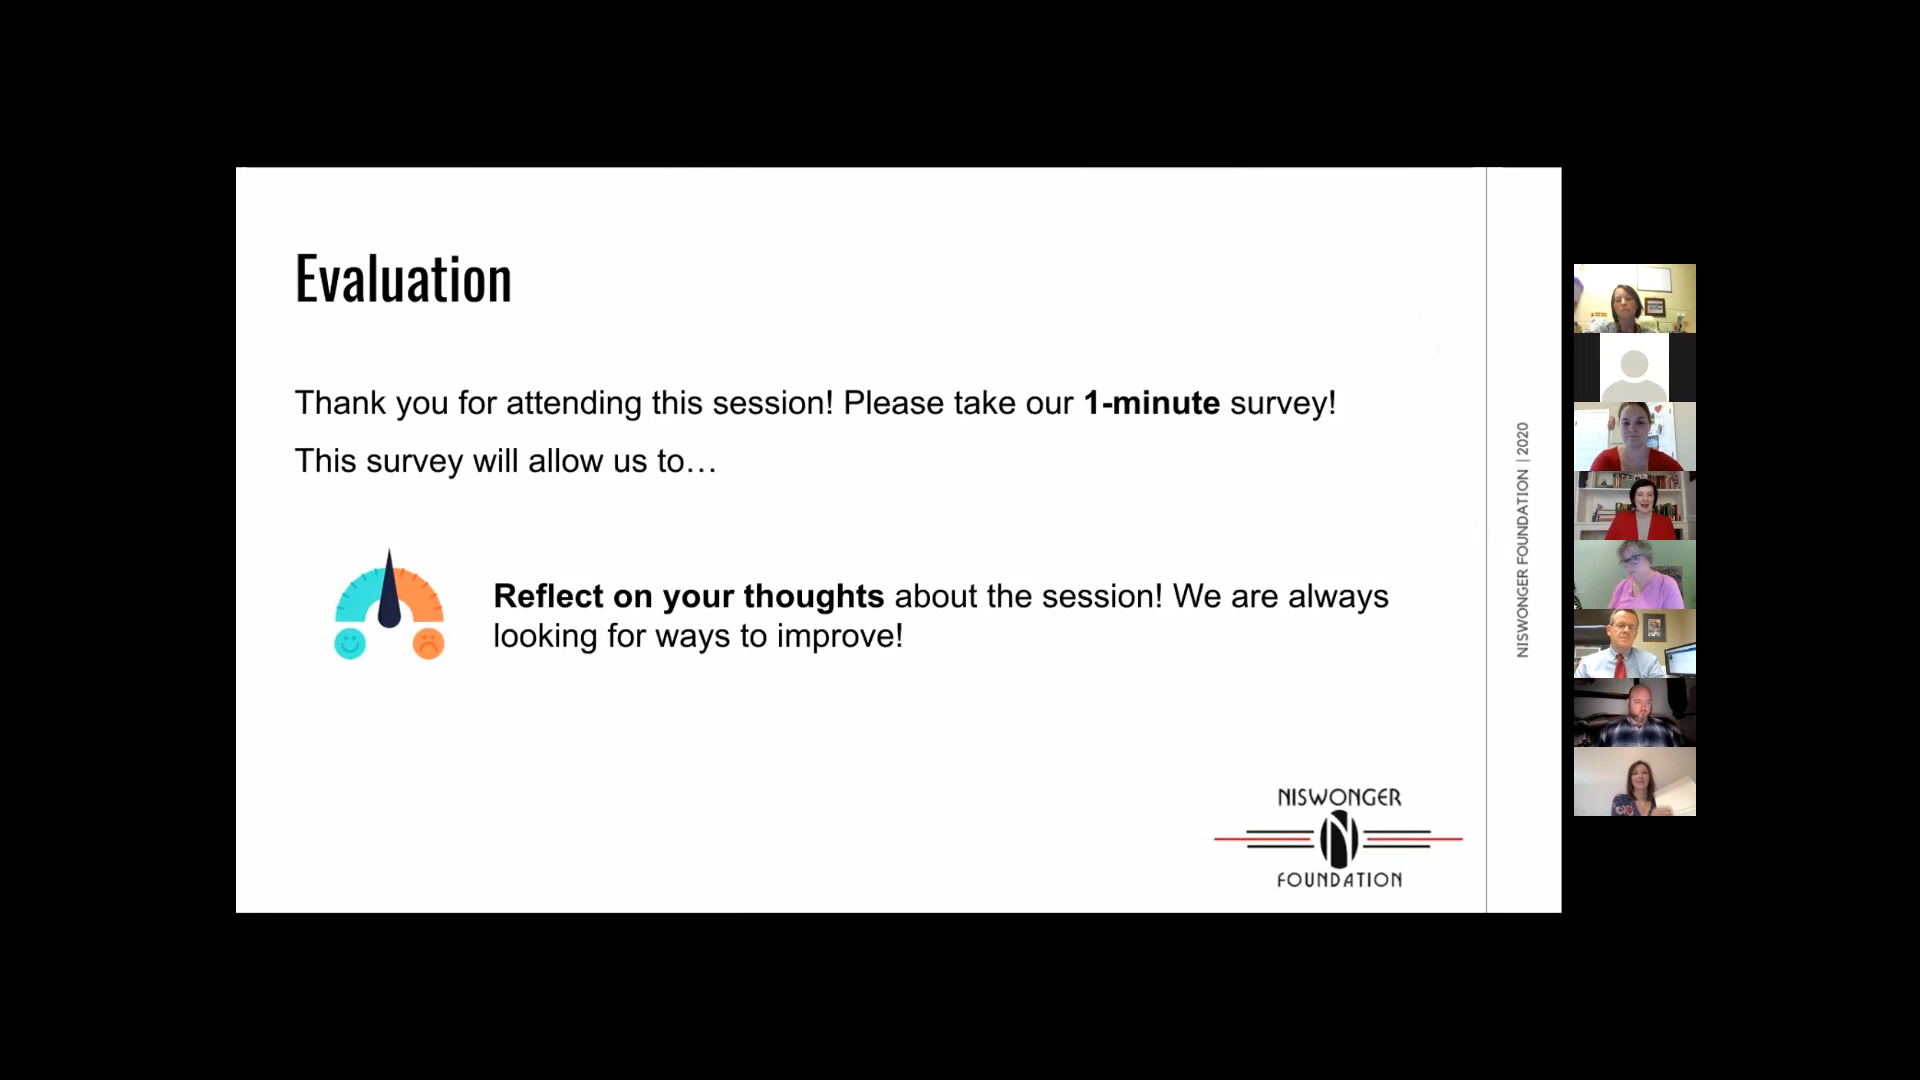 Evaluation
Thank you for attending this session! Please take our 1-minute survey!
This survey will allow us to…
Reflect on your thoughts about the session! We are always
looking for ways to improve!
NISWONGER
N
FOUNDATION
NISWONGER FOUNDATION | 2020